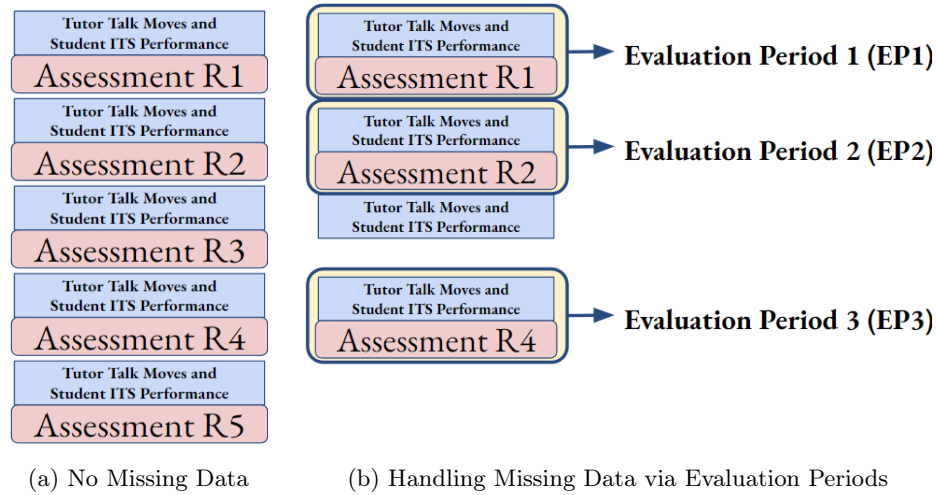 Tutor Talk Moves and
Student ITS Performance
Assessment R1
Tutor Talk Moves and
Student ITS Performance
Assessment R2
Tutor Talk Moves and
Student ITS Performance
Assessment R3
Tutor Talk Moves and
Student ITS Performance
Assessment R4
Tutor Talk Moves and
Student ITS Performance
Assessment R5
(a) No Missing Data
Tutor Talk Moves and
Student ITS Performance
Assessment R1
Evaluation Period 1 (EP1)
Tutor Talk Moves and
Student ITS Performance
Assessment R2
Evaluation Period 2 (EP2)
Tutor Talk Moves and
Student ITS Performance
Tutor Talk Moves and
Student ITS Performance
Assessment R4
Evaluation Period 3 (EP3)
(b) Handling Missing Data via Evaluation Periods